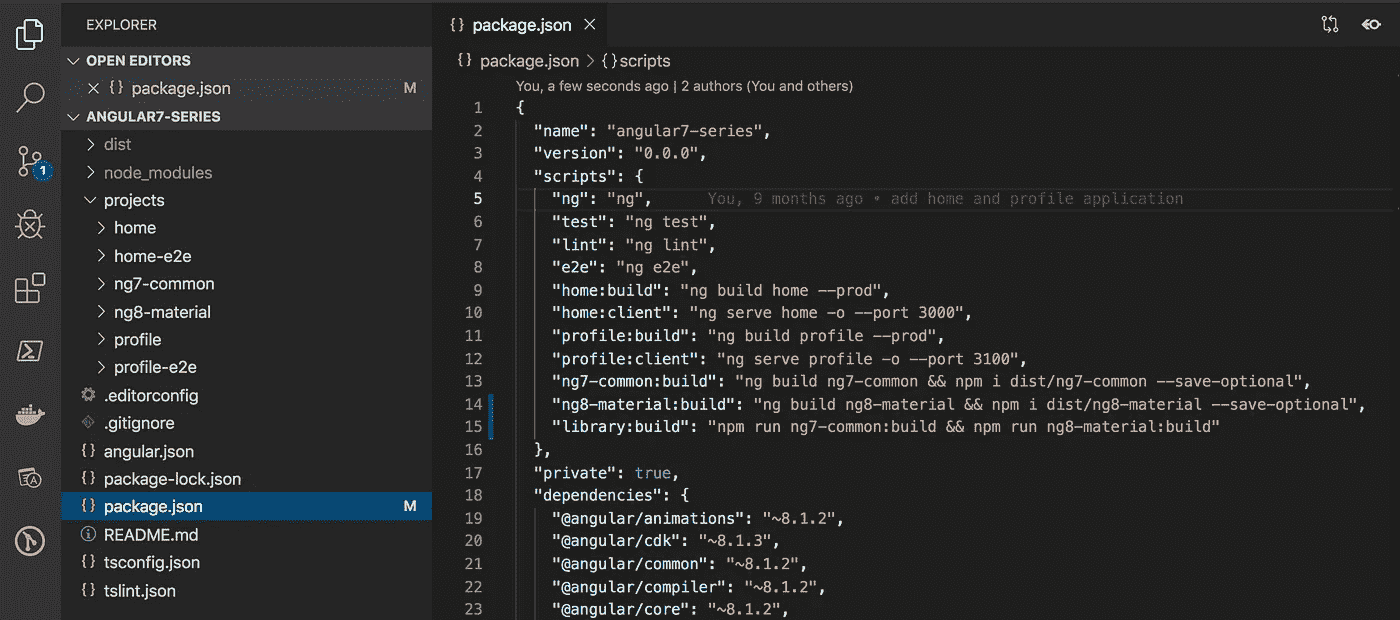 EXPLORER
OPEN EDITORS
{} package.json M
ANGULAR7-SERIES
dist
node_modules
projects
home
home-e2e
ng7-common
ng8-material
profile
profile-e2e
.editorconfig
.gitignore
{} angular.json
{} package-lock.json
{} package.json M
README.md
{} tsconfig.json
{} tslint.json
1
{} package.json
{} package.json > {} scripts
You, a few seconds ago | 2 authors (You and others)
1 {
2 "name": "angular7-series",
3 "version": "0.0.0",
4 "scripts": {
5 "ng": "ng", You, 9 months ago • add home and profile application
6 "test": "ng test",
7 "lint": "ng lint",
8 "e2e": "ng e2e",
9 "home:build": "ng build home --prod",
10 "home:client": "ng serve home -o --port 3000",
11 "profile:build": "ng build profile --prod",
12 "profile:client": "ng serve profile -o --port 3100",
13 "ng7-common:build": "ng build ng7-common && npm i dist/ng7-common --save-optional",
14 "ng8-material:build": "ng build ng8-material && npm i dist/ng8-material --save-optional",
15 "library:build": "npm run ng7-common:build && npm run ng8-material:build"
16 },
17 "private": true,
18 "dependencies": {
19 "@angular/animations": "~8.1.2",
20 "@angular/cdk": "~8.1.3",
21 "@angular/common": "~8.1.2",
22 "@angular/compiler": "~8.1.2",
23 "@angular/core": "~8.1.2",